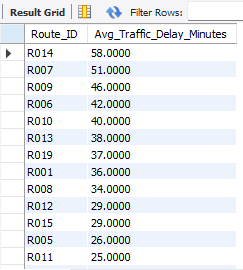 Result Grid Filter Rows:
Route_ID Avg_Traffic_Delay_Minutes
R014 58.0000
R007 51.0000
R009 46.0000
R006 42.0000
R010 40.0000
R013 38.0000
R019 37.0000
R001 36.0000
R008 34.0000
R012 29.0000
R015 29.0000
R005 26.0000
R011 25.0000